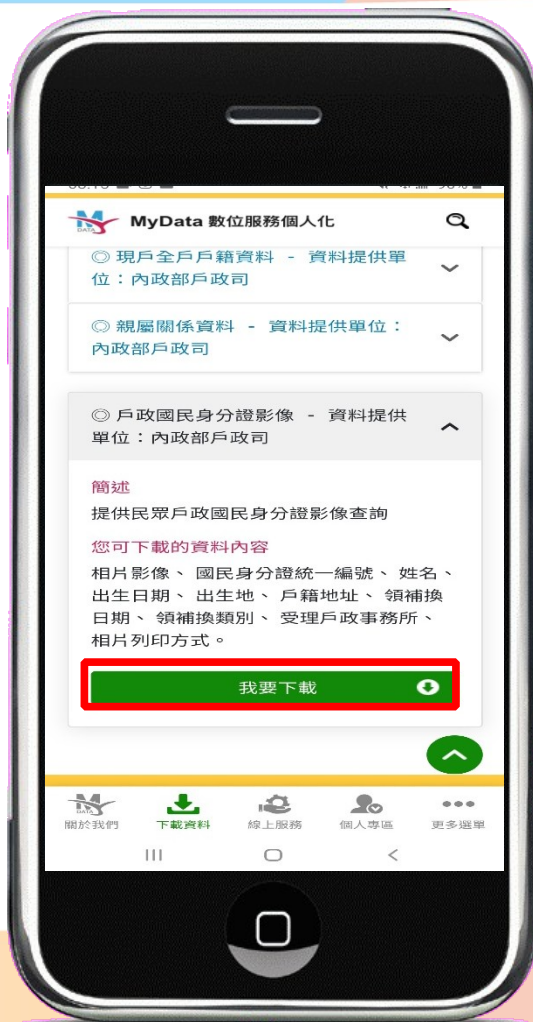 MyData 數位服務個人化
◎ 現戶全戶戶籍資料 - 資料提供單
位：內政部戶政司
◎ 親屬關係資料 - 資料提供單位：
內政部戶政司
◎ 戶政國民身分證影像 - 資料提供
單位：內政部戶政司
簡述
提供民眾戶政國民身分證影像查詢
您可下載的資料內容
相片影像、 國民身分證統一編號、 姓名、
出生日期、 出生地、 戶籍地址、 領補換
日期、 領補換類別、 受理戶政事務所、
相片列印方式。
我要下載
關於我們 下載資料 線上服務 個人專區 更多選單